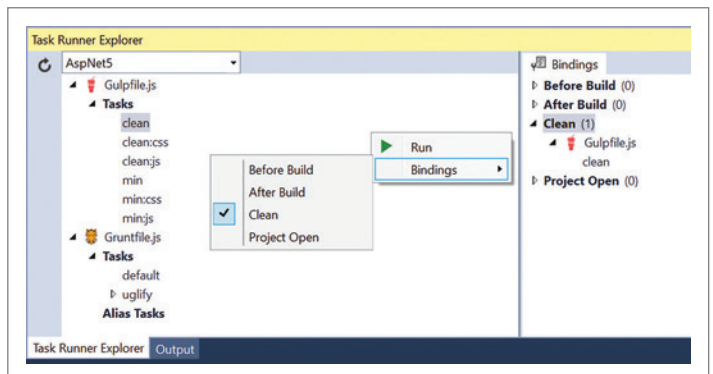 Task Runner Explorer
AspNet5
Gulpfile.js
Tasks
clean
clean:css
clean:js
min
min:css
min:js
Gruntfile.js
Tasks
default
uglify
Alias Tasks
Run
Bindings
Before Build
After Build
Clean
Project Open
Bindings
Before Build (0)
After Build (0)
Clean (1)
Gulpfile.js
clean
Project Open (0)
Task Runner Explorer
Output